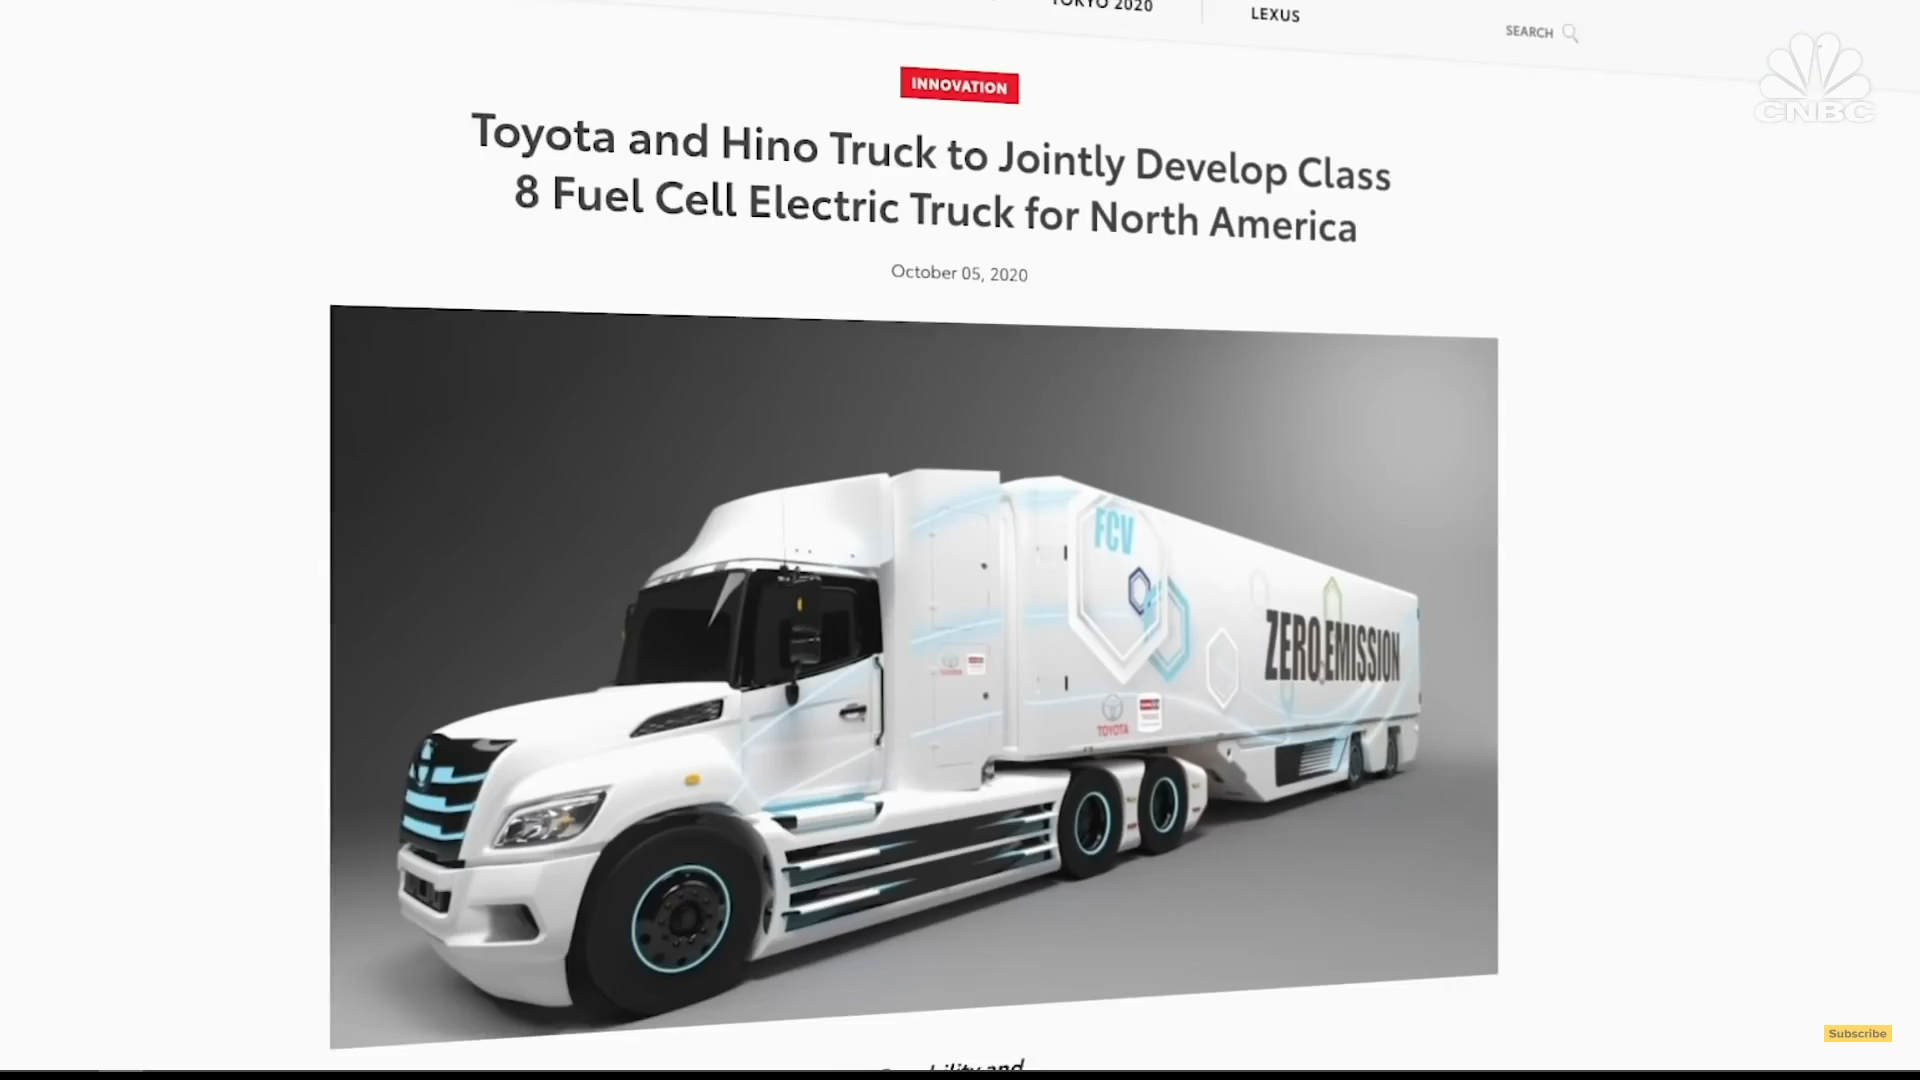 TOKYO 2020
LEXUS
SEARCH
CNBC
INNOVATION
Toyota and Hino Truck to Jointly Develop Class
8 Fuel Cell Electric Truck for North America
October 05, 2020
FCV
ZERO EMISSION
TOYOTA
Subscribe
and